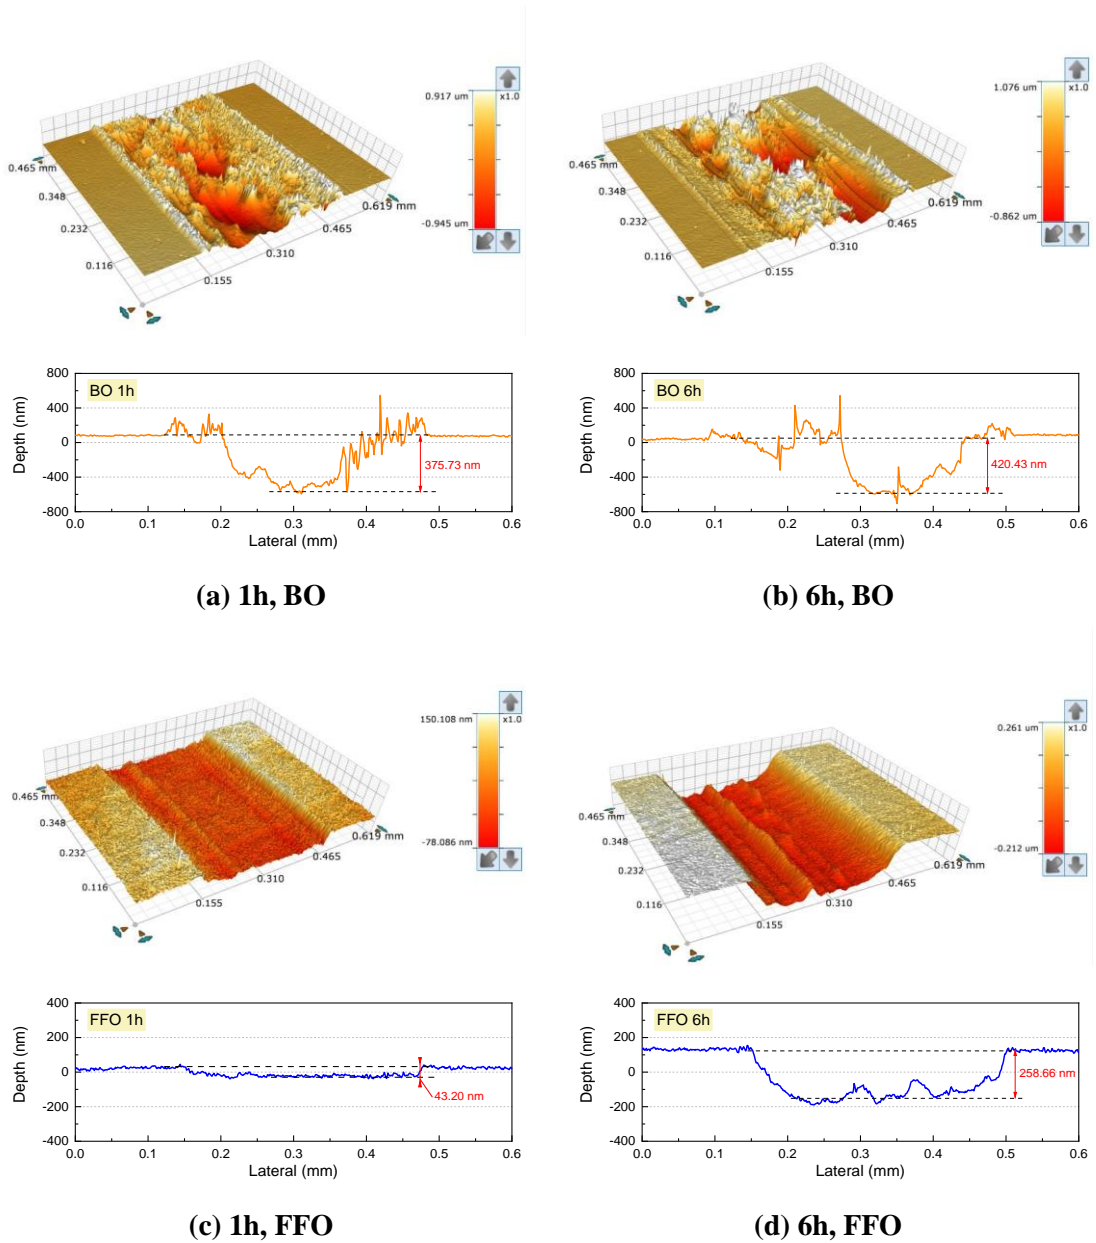 0.917 um
x1.0
-0.945 um
0.465 mm
0.348
0.232
0.116
0.155
0.310
0.465
0.619 mm
1.076 um
x1.0
-0.862 um
0.465 mm
0.348
0.232
0.116
0.155
0.310
0.465
0.619 mm
BO 1h
Depth (nm)
800
400
0
-400
-800
375.73 nm
0.0 0.1 0.2 0.3 0.4 0.5 0.6
Lateral (mm)
BO 6h
Depth (nm)
800
400
0
-400
-800
420.43 nm
0.0 0.1 0.2 0.3 0.4 0.5 0.6
Lateral (mm)
(a) 1h, BO
(b) 6h, BO
150.108 nm
x1.0
-78.086 nm
0.465 mm
0.348
0.232
0.116
0.155
0.310
0.465
0.619 mm
0.261 um
x1.0
-0.212 um
0.465 mm
0.348
0.232
0.116
0.155
0.310
0.465
0.619 mm
FFO 1h
Depth (nm)
400
200
0
-200
-400
43.20 nm
0.0 0.1 0.2 0.3 0.4 0.5 0.6
Lateral (mm)
FFO 6h
Depth (nm)
400
200
0
-200
-400
258.66 nm
0.0 0.1 0.2 0.3 0.4 0.5 0.6
Lateral (mm)
(c) 1h, FFO
(d) 6h, FFO